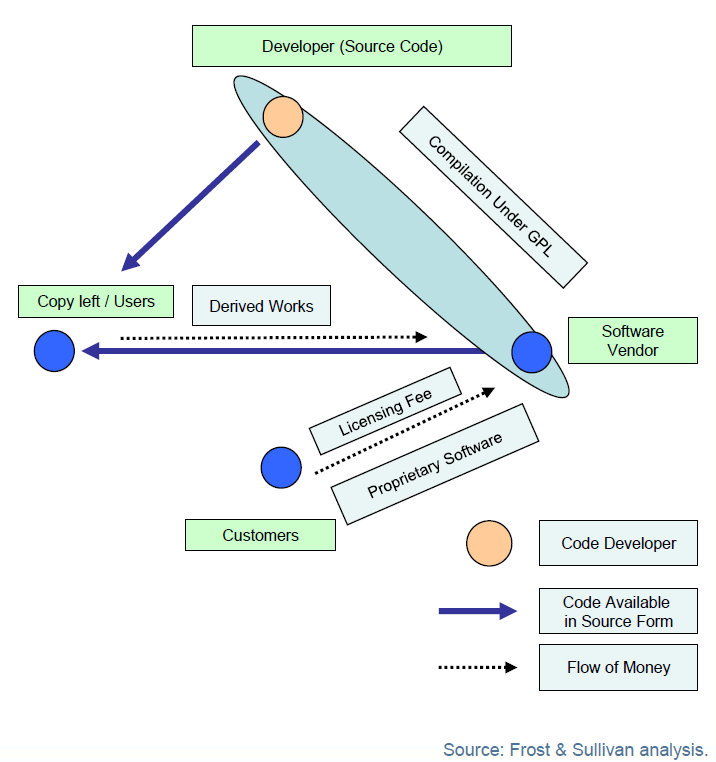 Developer (Source Code)
Compilation Under GPL
Copy left / Users
Derived Works
Software
Vendor
Licensing Fee
Proprietary Software
Customers
Code Developer
Code Available
in Source Form
Flow of Money
Source: Frost & Sullivan analysis.